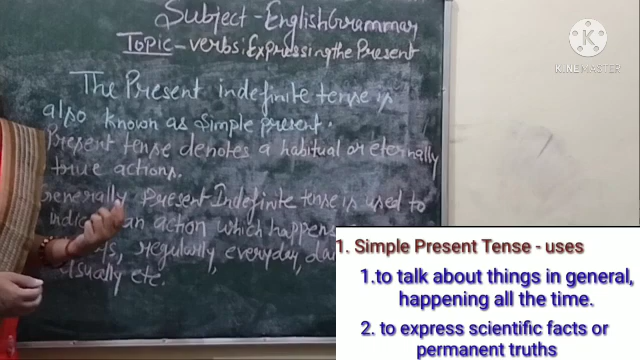 Subject - English Grammar
Topic - verbs: Expressing the Present
The Present indefinite tense is
also known as Simple present.
Present tense denotes a habitual or eternally
true actions.
Generally Present Indefinite tense is used to
an action which happens
regularly everyday,
usually etc.
KINEMASTER
1. Simple Present Tense - uses
1.to talk about things in general,
happening all the time.
2. to express scientific facts or
permanent truths